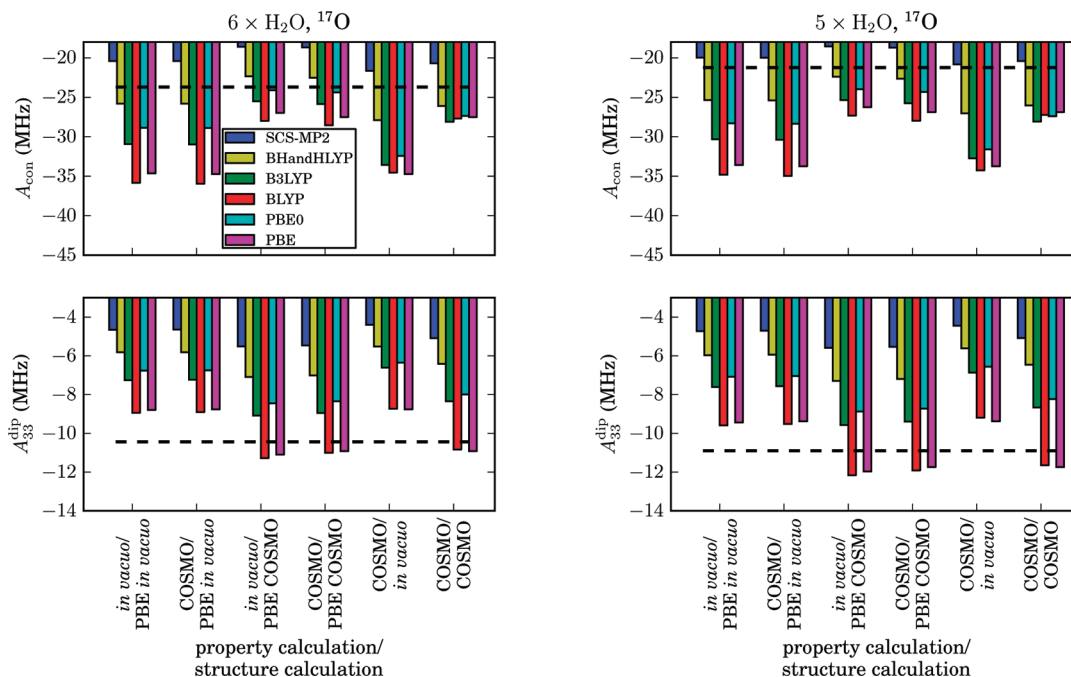 6 × H₂O, ¹⁷O
−20
−25
−30
−35
−40
−45
A_con (MHz)
SCS-MP2
BHandHLYP
B3LYP
BLYP
PBE0
PBE
−4
−6
−8
−10
−12
−14
A^dip_33 (MHz)
in vacuo/
PBE in vacuo
COSMO/
PBE in vacuo
in vacuo/
PBE COSMO
COSMO/
PBE COSMO
COSMO/
in vacuo
COSMO/
COSMO
property calculation/
structure calculation
5 × H₂O, ¹⁷O
−20
−25
−30
−35
−40
−45
A_con (MHz)
−4
−6
−8
−10
−12
−14
A^dip_33 (MHz)
in vacuo/
PBE in vacuo
COSMO/
PBE in vacuo
in vacuo/
PBE COSMO
COSMO/
PBE COSMO
COSMO/
in vacuo
COSMO/
COSMO
property calculation/
structure calculation